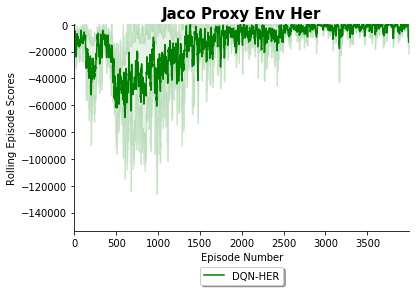 Jaco Proxy Env Her
Rolling Episode Scores
0
−20000
−40000
−60000
−80000
−100000
−120000
−140000
0 500 1000 1500 2000 2500 3000 3500
Episode Number
DQN-HER